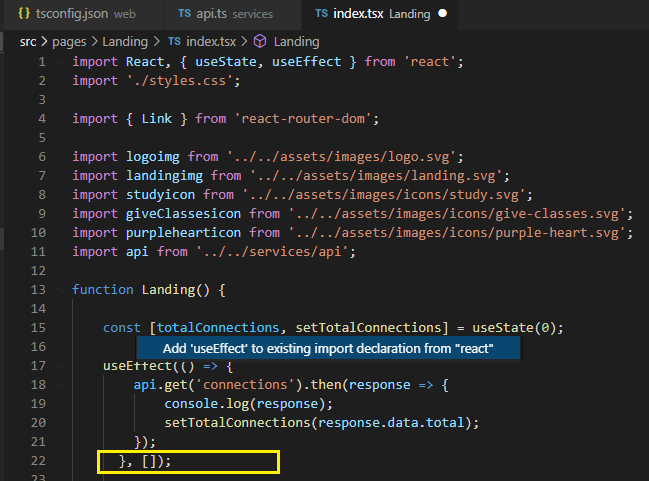 {} tsconfig.json web TS api.ts services TS index.tsx Landing
src > pages > Landing > TS index.tsx > Landing
1 import React, { useState, useEffect } from 'react';
2 import './styles.css';
3
4 import { Link } from 'react-router-dom';
5
6 import logoimg from '../../assets/images/logo.svg';
7 import landingimg from '../../assets/images/landing.svg';
8 import studyicon from '../../assets/images/icons/study.svg';
9 import giveClassesicon from '../../assets/images/icons/give-classes.svg';
10 import purplehearticon from '../../assets/images/icons/purple-heart.svg';
11 import api from '../../services/api';
12
13 function Landing() {
14
15 const [totalConnections, setTotalConnections] = useState(0);
16 Add 'useEffect' to existing import declaration from "react"
17 useEffect(() => {
18 api.get('connections').then(response => {
19 console.log(response);
20 setTotalConnections(response.data.total);
21 });
22 }, []);
23